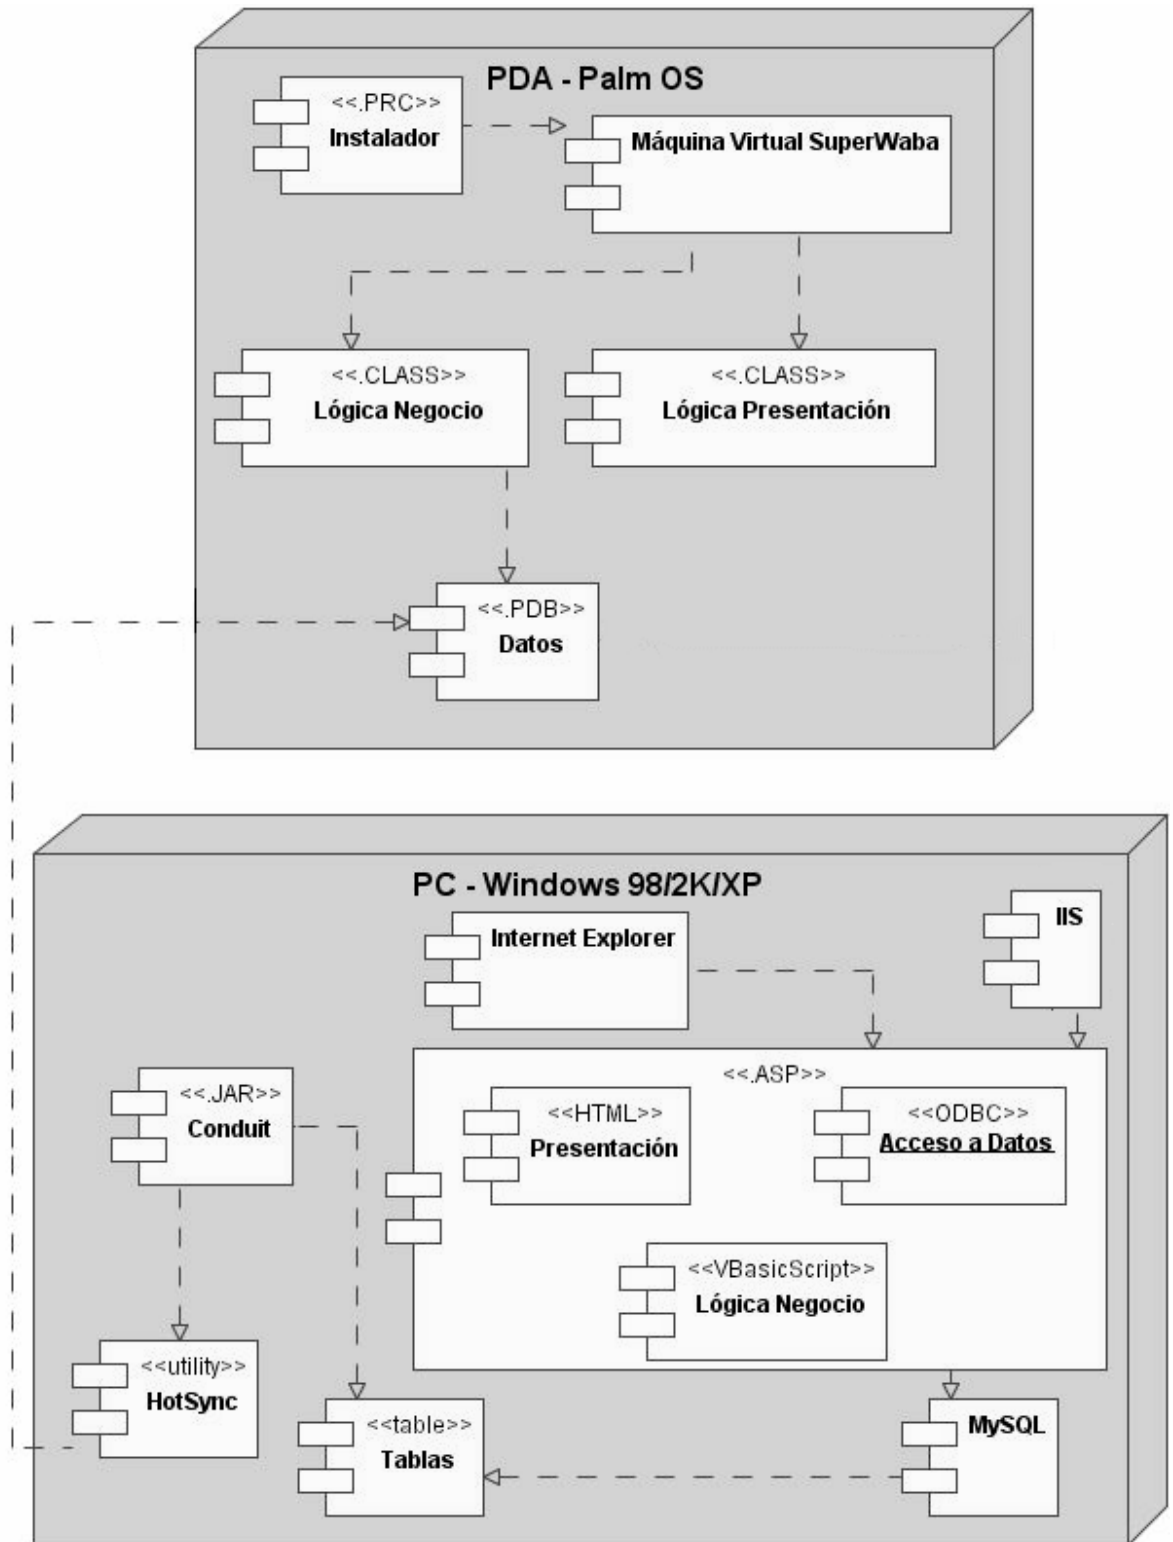 PDA - Palm OS
<<.PRC>>
Instalador
Máquina Virtual SuperWaba
<<.CLASS>>
Lógica Negocio
<<.CLASS>>
Lógica Presentación
<<.PDB>>
Datos
PC - Windows 98/2K/XP
Internet Explorer
IIS
<<.ASP>>
<<.JAR>>
Conduit
<<HTML>>
Presentación
<<ODBC>>
Acceso a Datos
<<VBasicScript>>
Lógica Negocio
<<utility>>
HotSync
<<table>>
Tablas
MySQL